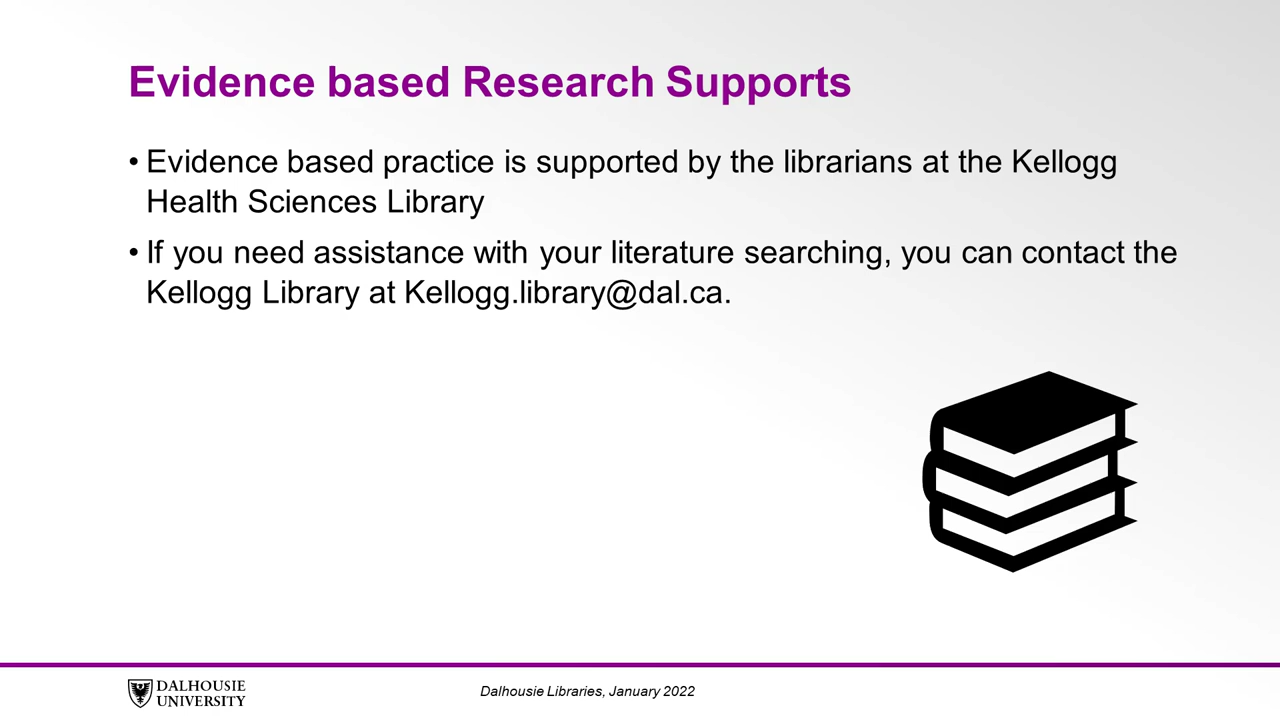 Evidence based Research Supports
• Evidence based practice is supported by the librarians at the Kellogg
Health Sciences Library
• If you need assistance with your literature searching, you can contact the
Kellogg Library at Kellogg.library@dal.ca.
DALHOUSIE
UNIVERSITY
Dalhousie Libraries, January 2022